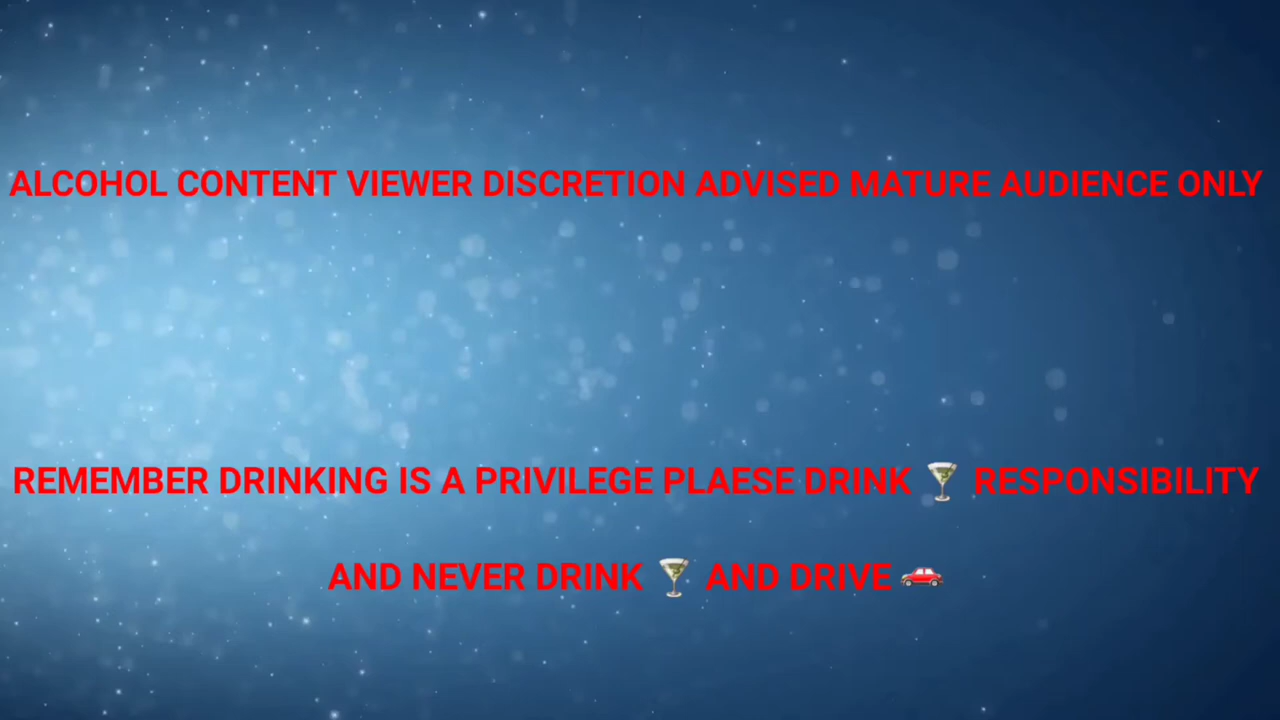 ALCOHOL CONTENT VIEWER DISCRETION ADVISED MATURE AUDIENCE ONLY
REMEMBER DRINKING IS A PRIVILEGE PLAESE DRINK 🍸 RESPONSIBILITY
AND NEVER DRINK 🍸 AND DRIVE 🚗